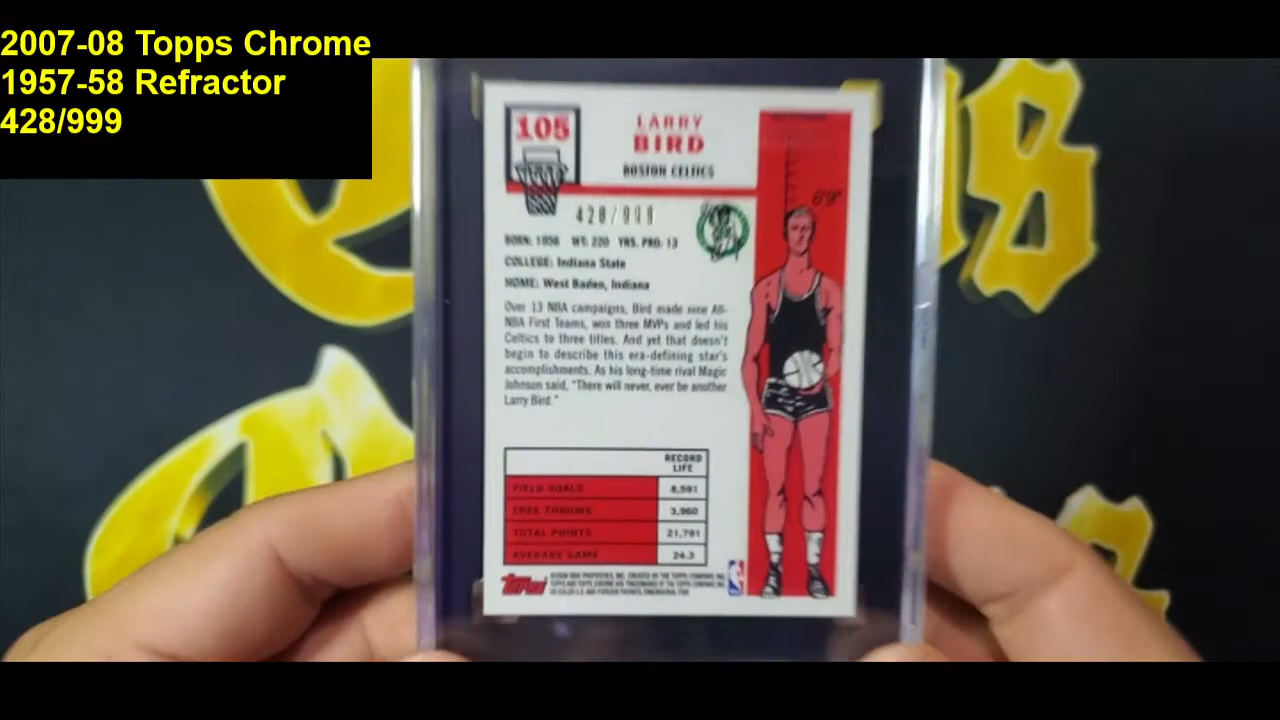 2007-08 Topps Chrome
1957-58 Refractor
428/999
105
LARRY
BIRD
BOSTON CELTICS
6'9"
428/999
BORN: 1956 WT: 220 YRS. PRO: 13
COLLEGE: Indiana State
HOME: West Baden, Indiana
Over 13 NBA campaigns, Bird made nine All-
NBA First Teams, won three MVPs and led his
Celtics to three titles. And yet that doesn't
begin to describe this era-defining star's
accomplishments. As his long-time rival Magic
Johnson said, "There will never, ever be another
Larry Bird."
RECORD
LIFE
FIELD GOALS 8,591
FREE THROWS 3,960
TOTAL POINTS 21,791
AVERAGE GAME 24.3
Topps